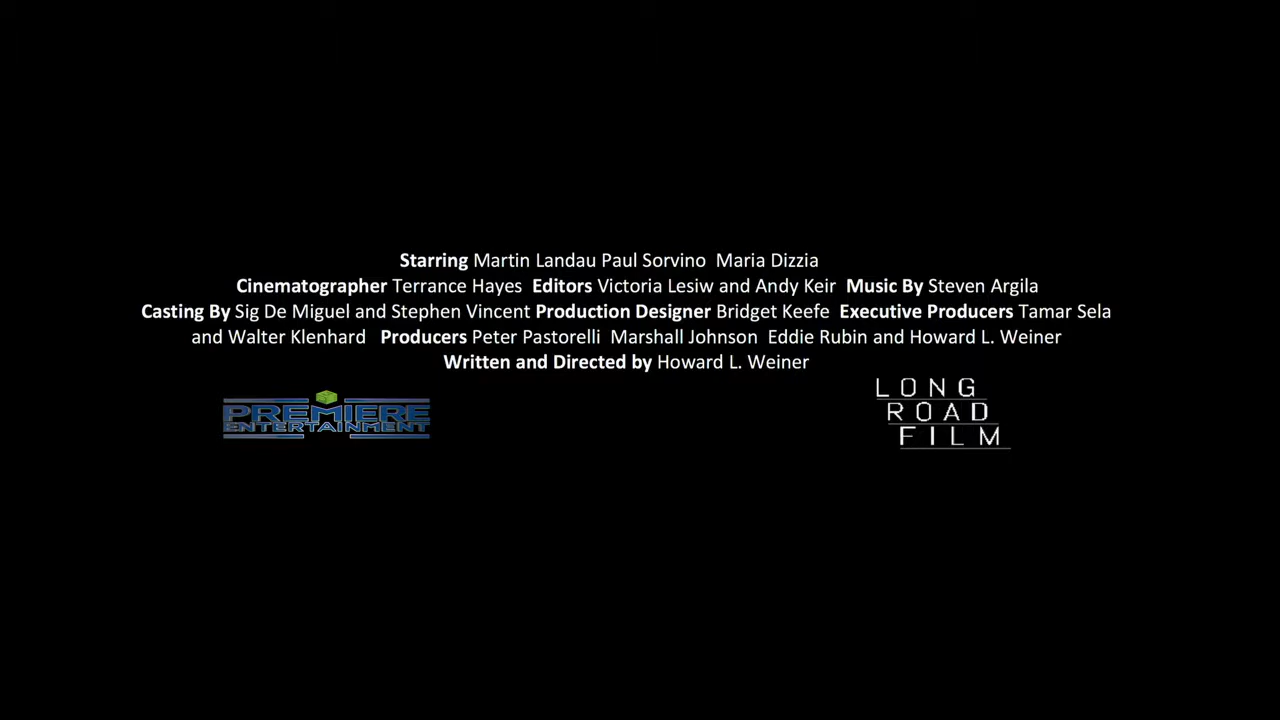 Starring Martin Landau Paul Sorvino Maria Dizzia
Cinematographer Terrance Hayes Editors Victoria Lesiw and Andy Keir Music By Steven Argila
Casting By Sig De Miguel and Stephen Vincent Production Designer Bridget Keefe Executive Producers Tamar Sela
and Walter Klenhard Producers Peter Pastorelli Marshall Johnson Eddie Rubin and Howard L. Weiner
Written and Directed by Howard L. Weiner
PREMIERE
ENTERTAINMENT
LONG
ROAD
FILM